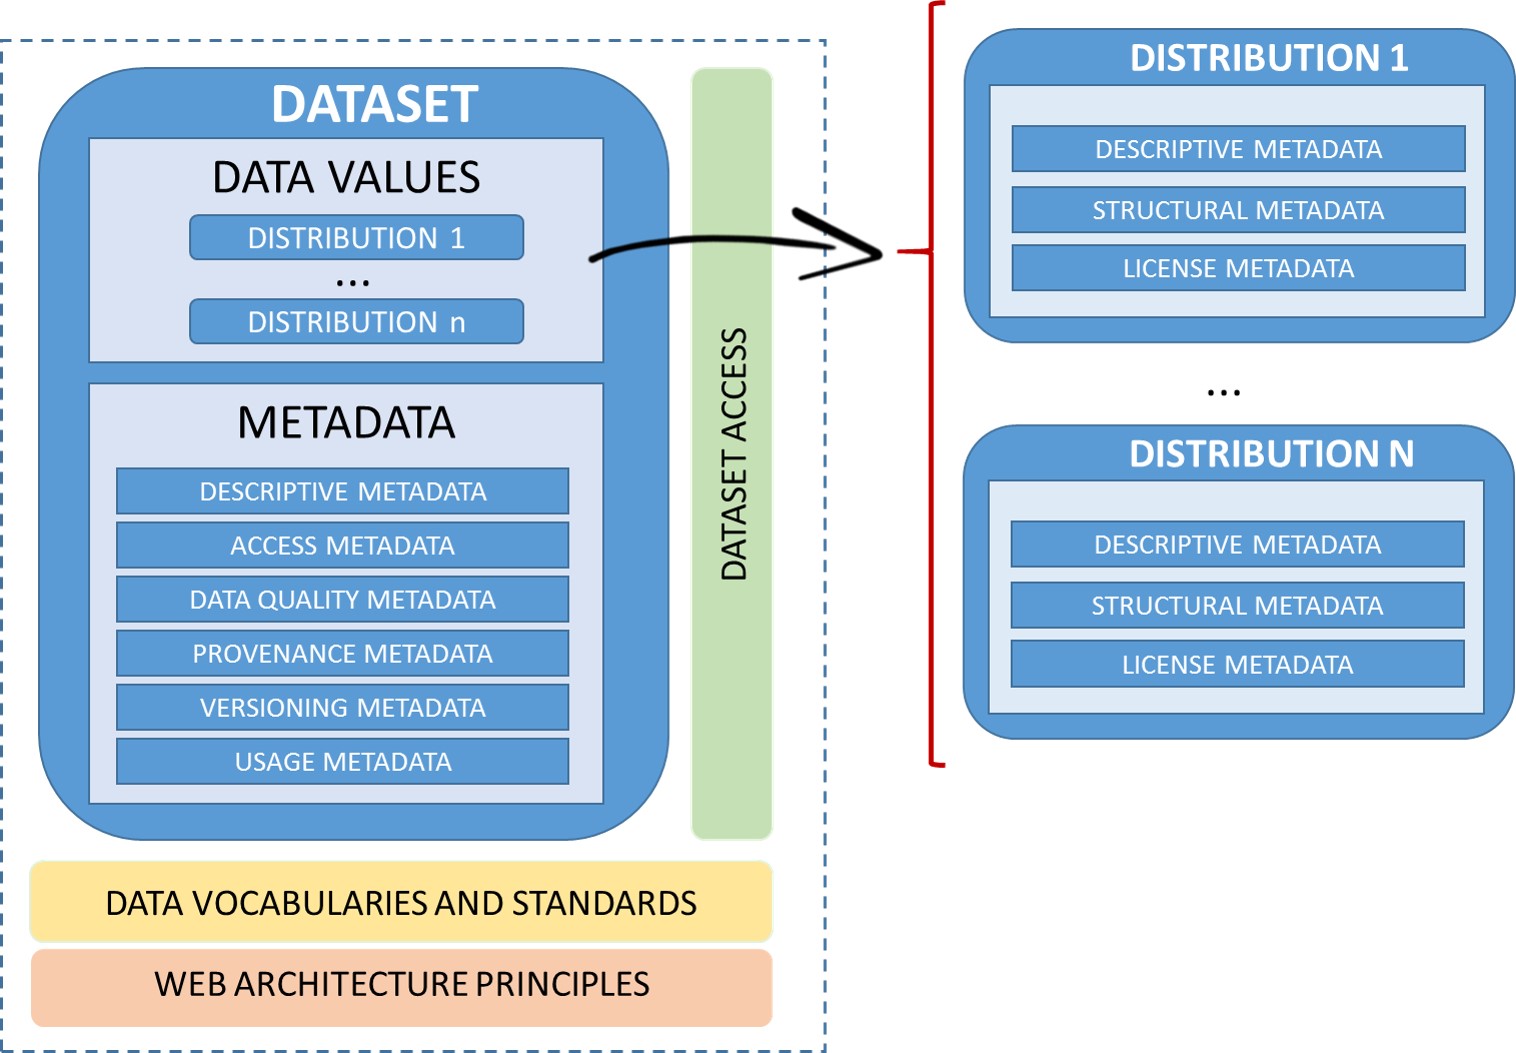 DATASET
DATA VALUES
DISTRIBUTION 1
...
DISTRIBUTION n
METADATA
DESCRIPTIVE METADATA
ACCESS METADATA
DATA QUALITY METADATA
PROVENANCE METADATA
VERSIONING METADATA
USAGE METADATA
DATASET ACCESS
DATA VOCABULARIES AND STANDARDS
WEB ARCHITECTURE PRINCIPLES
DISTRIBUTION 1
DESCRIPTIVE METADATA
STRUCTURAL METADATA
LICENSE METADATA
...
DISTRIBUTION N
DESCRIPTIVE METADATA
STRUCTURAL METADATA
LICENSE METADATA